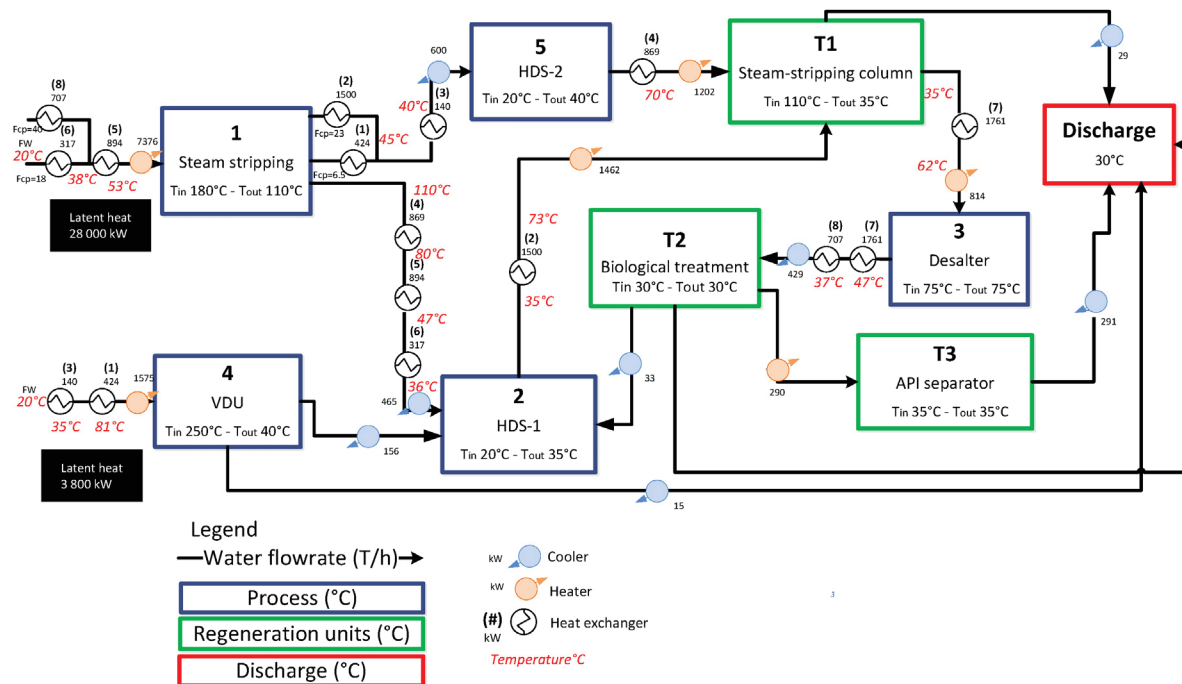 (8)
707
Fcp=40
FW
20°C
(6)
317
Fcp=18
38°C
(5)
894
53°C
7376
1
Steam stripping
Tin 180°C - Tout 110°C
Latent heat
28 000 kW
(2)
1500
Fcp=23
(1)
424
Fcp=6.5
45°C
40°C
(3)
140
600
5
HDS-2
Tin 20°C - Tout 40°C
(4)
869
70°C
1202
T1
Steam-stripping column
Tin 110°C - Tout 35°C
29
35°C
(7)
1761
62°C
814
Discharge
30°C
110°C
(4)
869
80°C
(5)
894
47°C
(6)
317
36°C
465
1462
73°C
(2)
1500
35°C
T2
Biological treatment
Tin 30°C - Tout 30°C
429
(8)
707
37°C
(7)
1761
47°C
3
Desalter
Tin 75°C - Tout 75°C
33
290
T3
API separator
Tin 35°C - Tout 35°C
291
(3)
140
FW
20°C
35°C
(1)
424
81°C
1575
4
VDU
Tin 250°C - Tout 40°C
156
2
HDS-1
Tin 20°C - Tout 35°C
Latent heat
3 800 kW
15
Legend
Water flowrate (T/h)
Process (°C)
Regeneration units (°C)
Discharge (°C)
kW
Cooler
kW
Heater
(#)
kW
Heat exchanger
Temperature°C
3